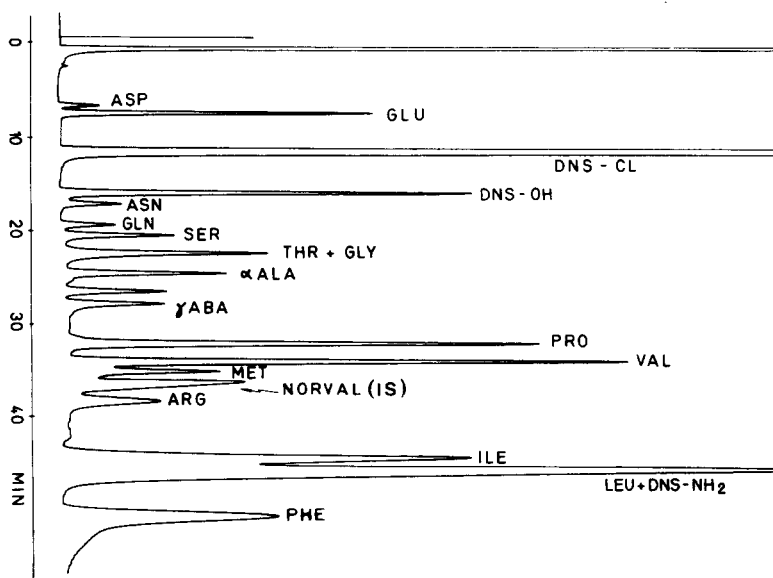 0
ASP
GLU
10
DNS-CL
DNS-OH
ASN
GLN
20
SER
THR + GLY
αALA
γABA
30
PRO
VAL
MET
NORVAL (IS)
ARG
40
ILE
MIN
LEU+DNS-NH₂
PHE